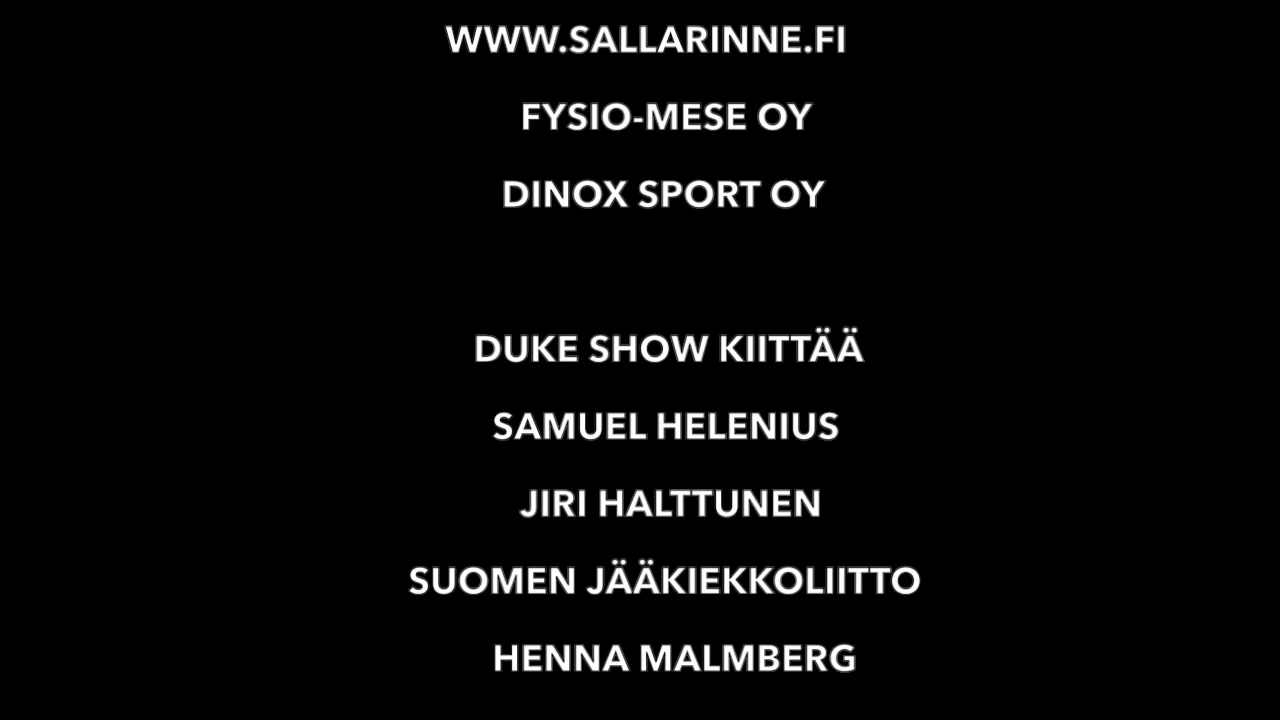 WWW.SALLARINNE.FI
FYSIO-MESE OY
DINOX SPORT OY
DUKE SHOW KIITTÄÄ
SAMUEL HELENIUS
JIRI HALTTUNEN
SUOMEN JÄÄKIEKKOLIITTO
HENNA MALMBERG